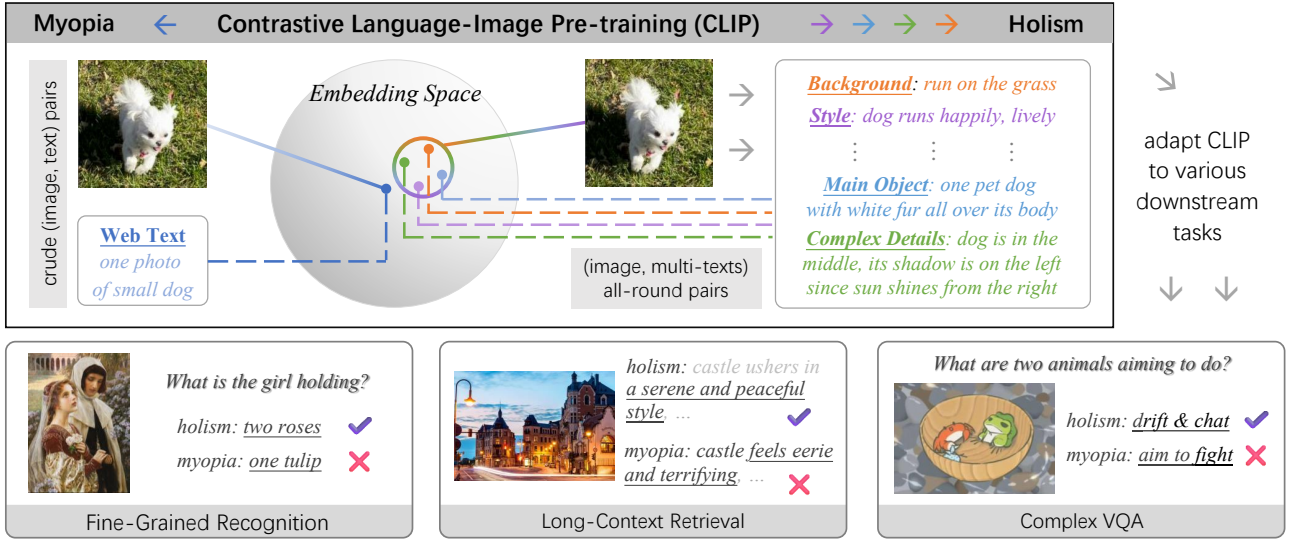 Myopia
Contrastive Language-Image Pre-training (CLIP)
Holism
crude (image, text) pairs
Web Text
one photo
of small dog
Embedding Space
(image, multi-texts)
all-round pairs
Background: run on the grass
Style: dog runs happily, lively
Main Object: one pet dog
with white fur all over its body
Complex Details: dog is in the
middle, its shadow is on the left
since sun shines from the right
adapt CLIP
to various
downstream
tasks
What is the girl holding?
holism: two roses
myopia: one tulip
Fine-Grained Recognition
holism: castle ushers in
a serene and peaceful
style, ...
myopia: castle feels eerie
and terrifying, ...
Long-Context Retrieval
What are two animals aiming to do?
holism: drift & chat
myopia: aim to fight
Complex VQA